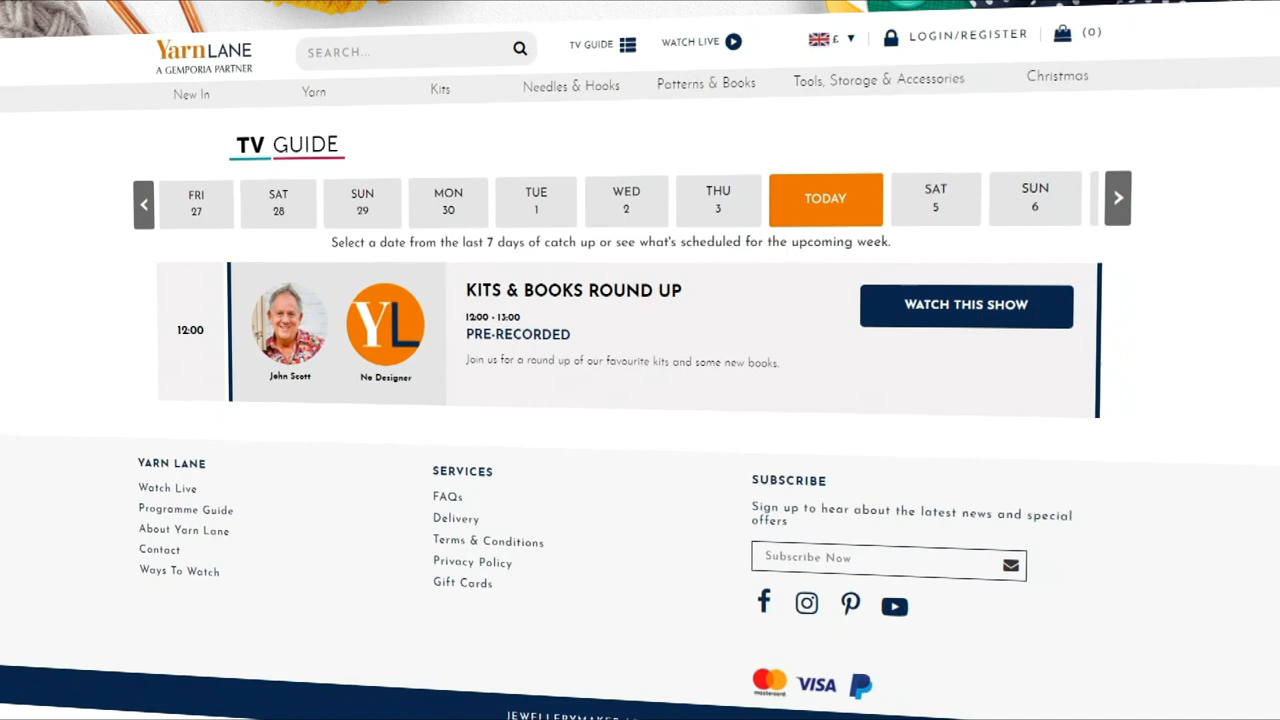 YarnLANE
A GEMPORIA PARTNER
SEARCH...
TV GUIDE
WATCH LIVE
£
LOGIN/REGISTER
(0)
New In
Yarn
Kits
Needles & Hooks
Patterns & Books
Tools, Storage & Accessories
Christmas
TV GUIDE
FRI
27
SAT
28
SUN
29
MON
30
TUE
1
WED
2
THU
3
TODAY
SAT
5
SUN
6
Select a date from the last 7 days of catch up or see what's scheduled for the upcoming week.
12:00
YL
John Scott
No Designer
KITS & BOOKS ROUND UP
12:00 - 13:00
PRE-RECORDED
Join us for a round up of our favourite kits and some new books.
WATCH THIS SHOW
YARN LANE
Watch Live
Programme Guide
About Yarn Lane
Contact
Ways To Watch
SERVICES
FAQs
Delivery
Terms & Conditions
Privacy Policy
Gift Cards
SUBSCRIBE
Sign up to hear about the latest news and special
offers
Subscribe Now
mastercard
VISA
JEWELLERYMAKER